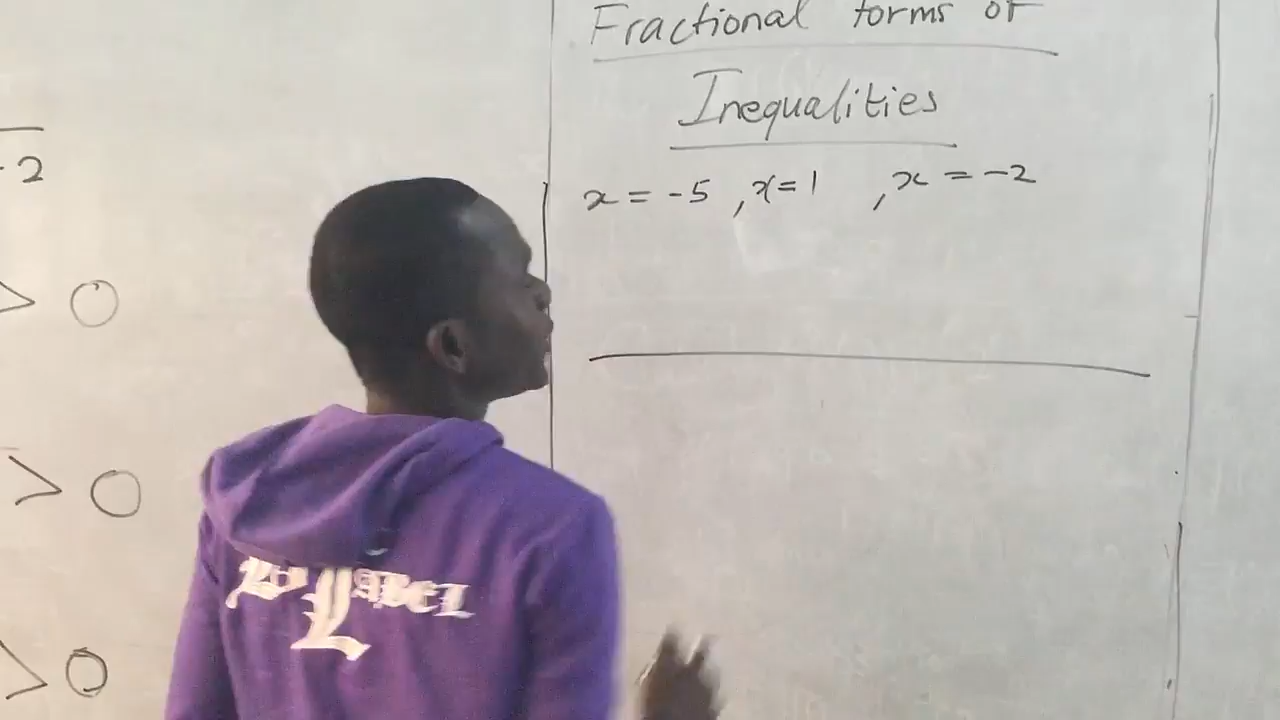 Fractional forms of
Inequalities
x = -5 , x = 1 , x = -2
-2
> 0
> 0
> 0
L